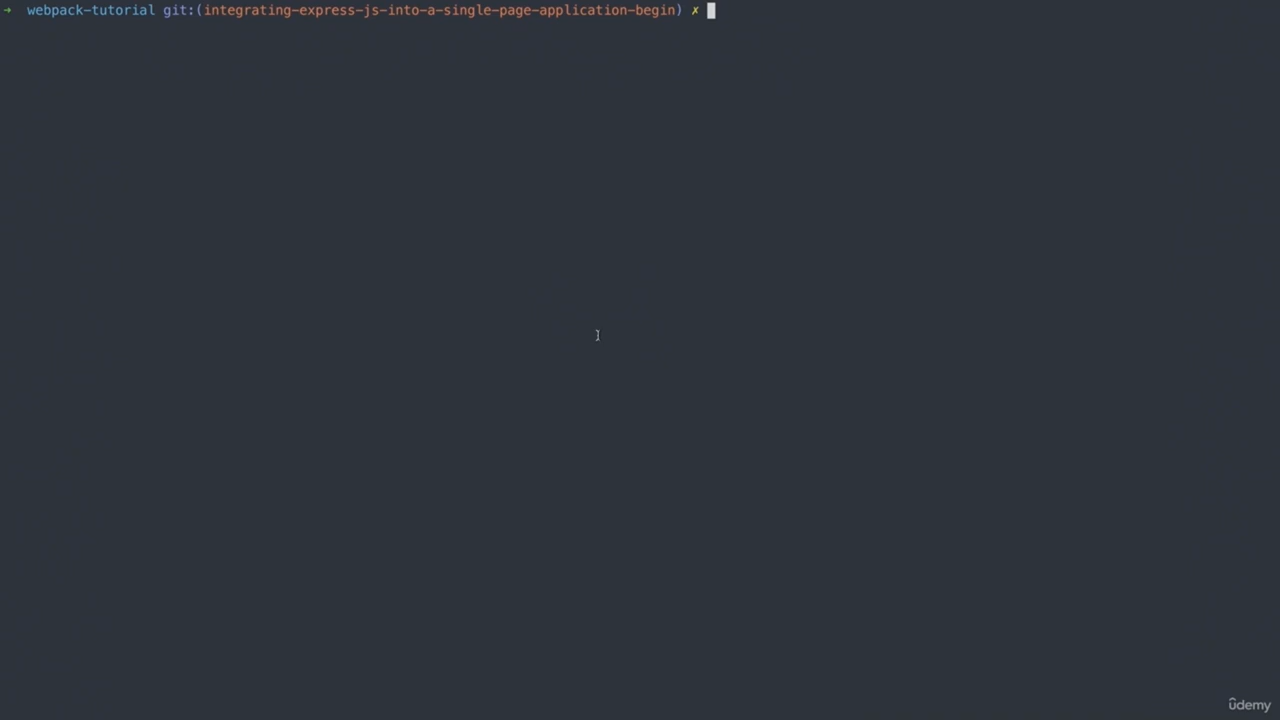 ➜ webpack-tutorial git:(integrating-express-js-into-a-single-page-application-begin) ✗
ûdemy